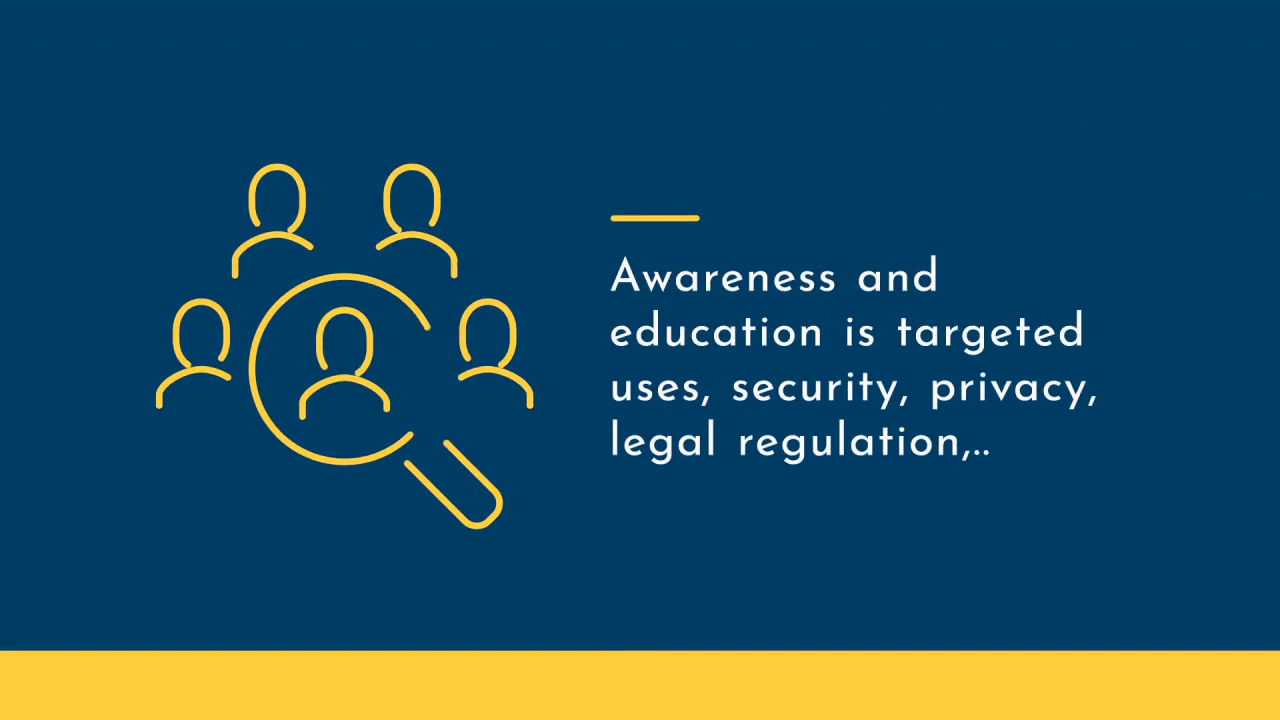 Awareness and
education is targeted
uses, security, privacy,
legal regulation,..